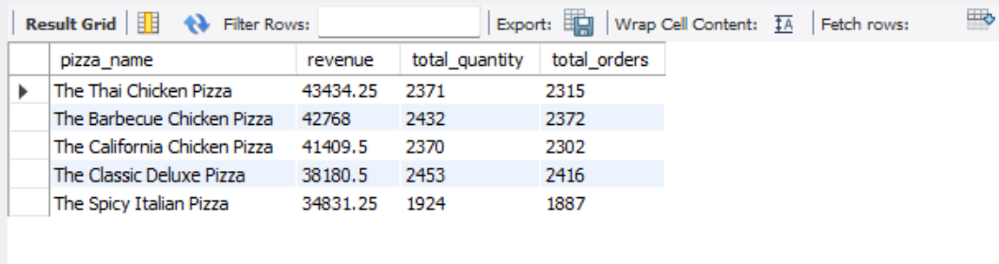 Result Grid Filter Rows: Export: Wrap Cell Content: IA Fetch rows:
pizza_name revenue total_quantity total_orders
The Thai Chicken Pizza 43434.25 2371 2315
The Barbecue Chicken Pizza 42768 2432 2372
The California Chicken Pizza 41409.5 2370 2302
The Classic Deluxe Pizza 38180.5 2453 2416
The Spicy Italian Pizza 34831.25 1924 1887